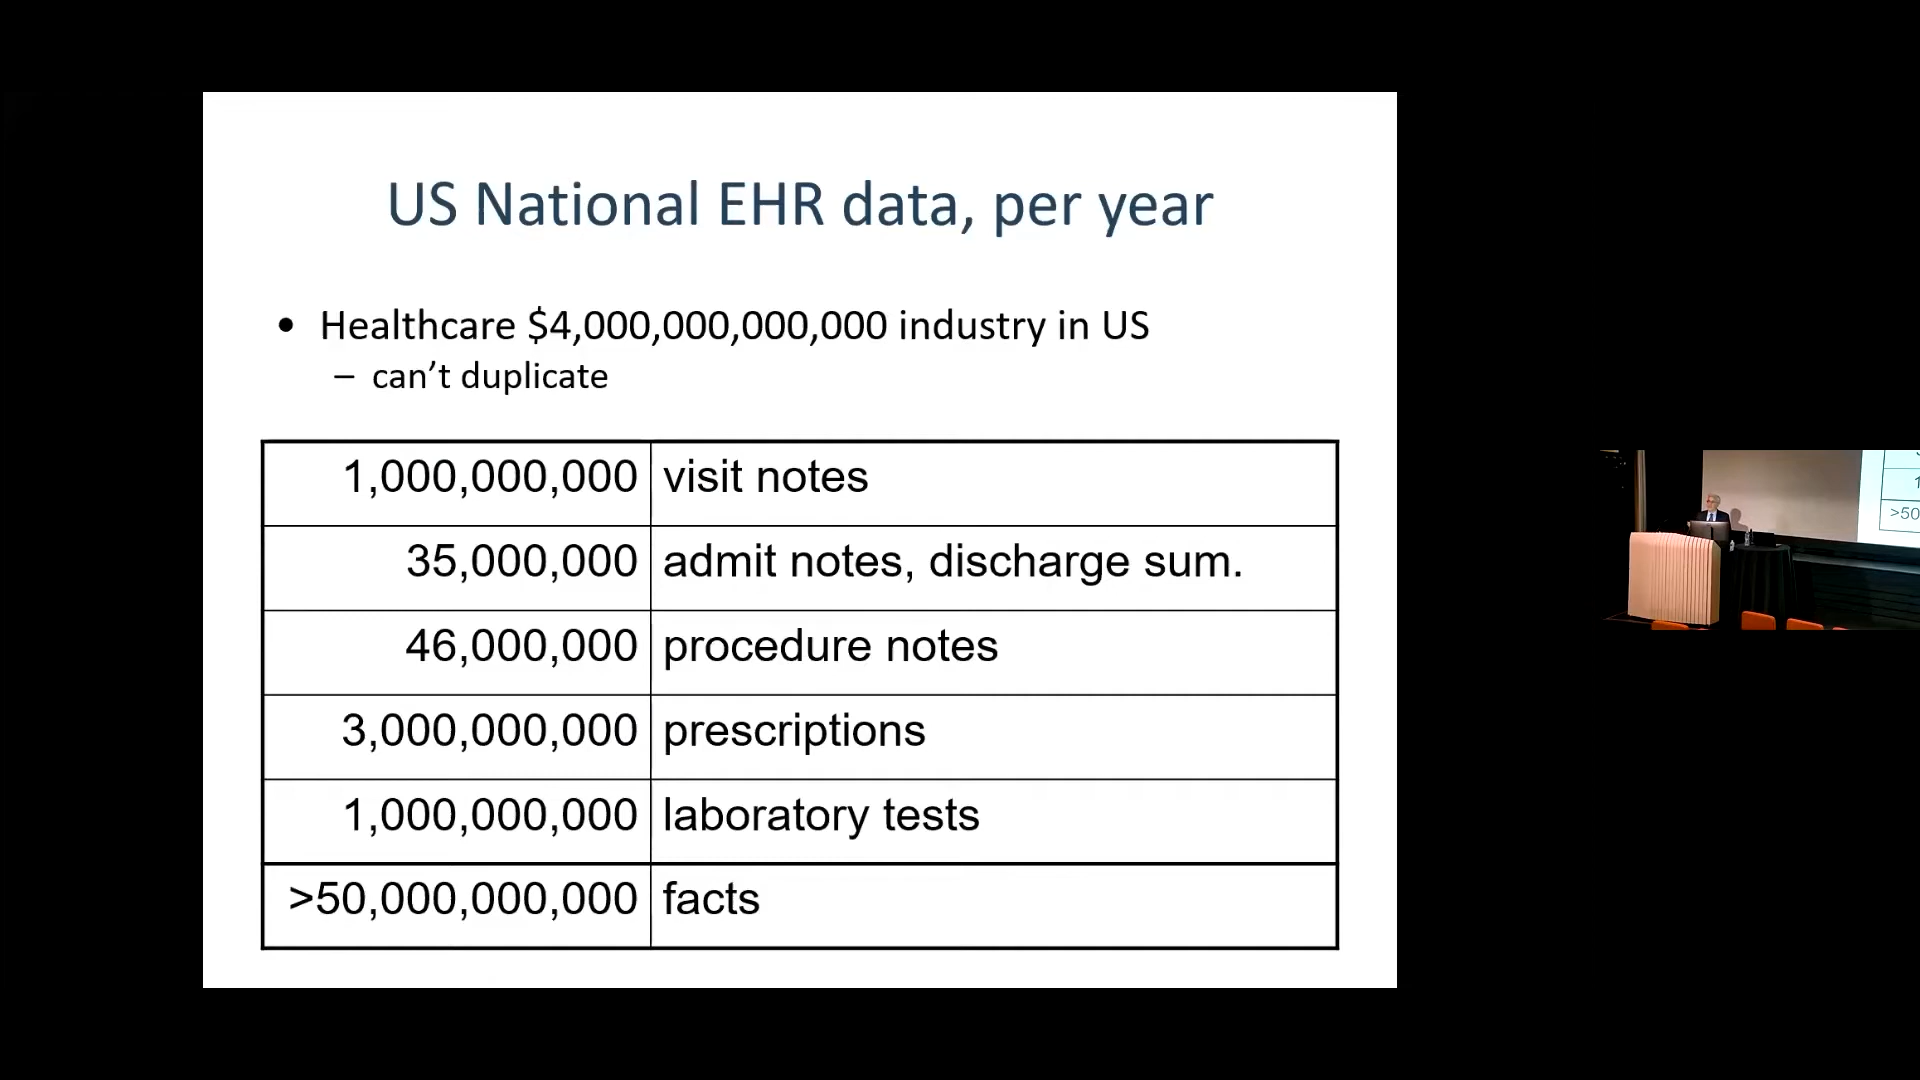 US National EHR data, per year
• Healthcare $4,000,000,000,000 industry in US
– can’t duplicate
1,000,000,000 visit notes
35,000,000 admit notes, discharge sum.
46,000,000 procedure notes
3,000,000,000 prescriptions
1,000,000,000 laboratory tests
>50,000,000,000 facts
1
>50